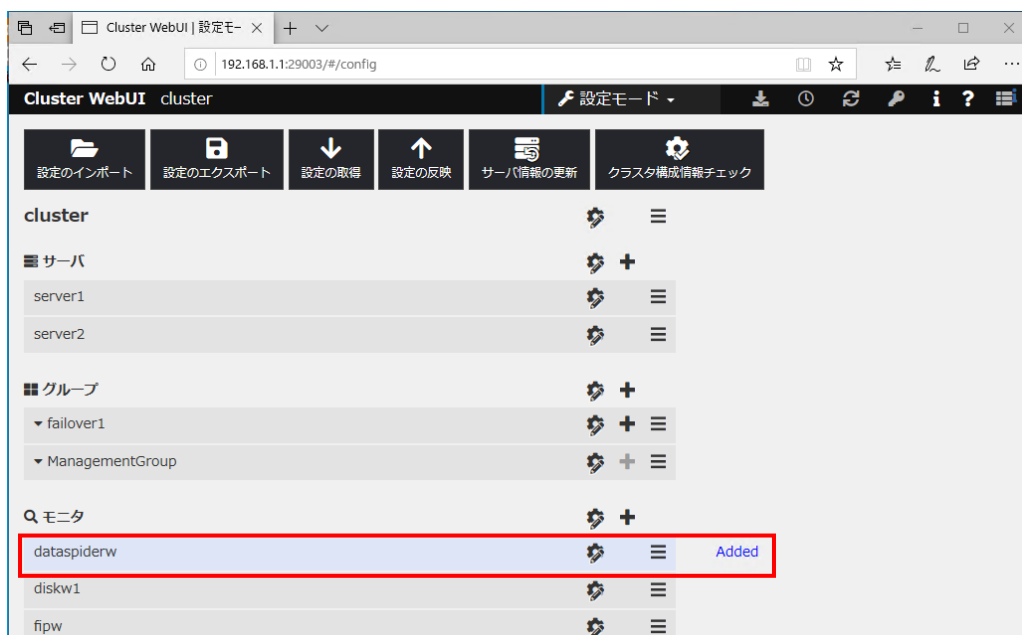 Cluster WebUI | 設定モー
192.168.1.1:29003/#/config
Cluster WebUI cluster 設定モード
設定のインポート 設定のエクスポート 設定の取得 設定の反映 サーバ情報の更新 クラスタ構成情報チェック
cluster
サーバ
server1
server2
グループ
failover1
ManagementGroup
モニタ
dataspiderw Added
diskw1
fipw